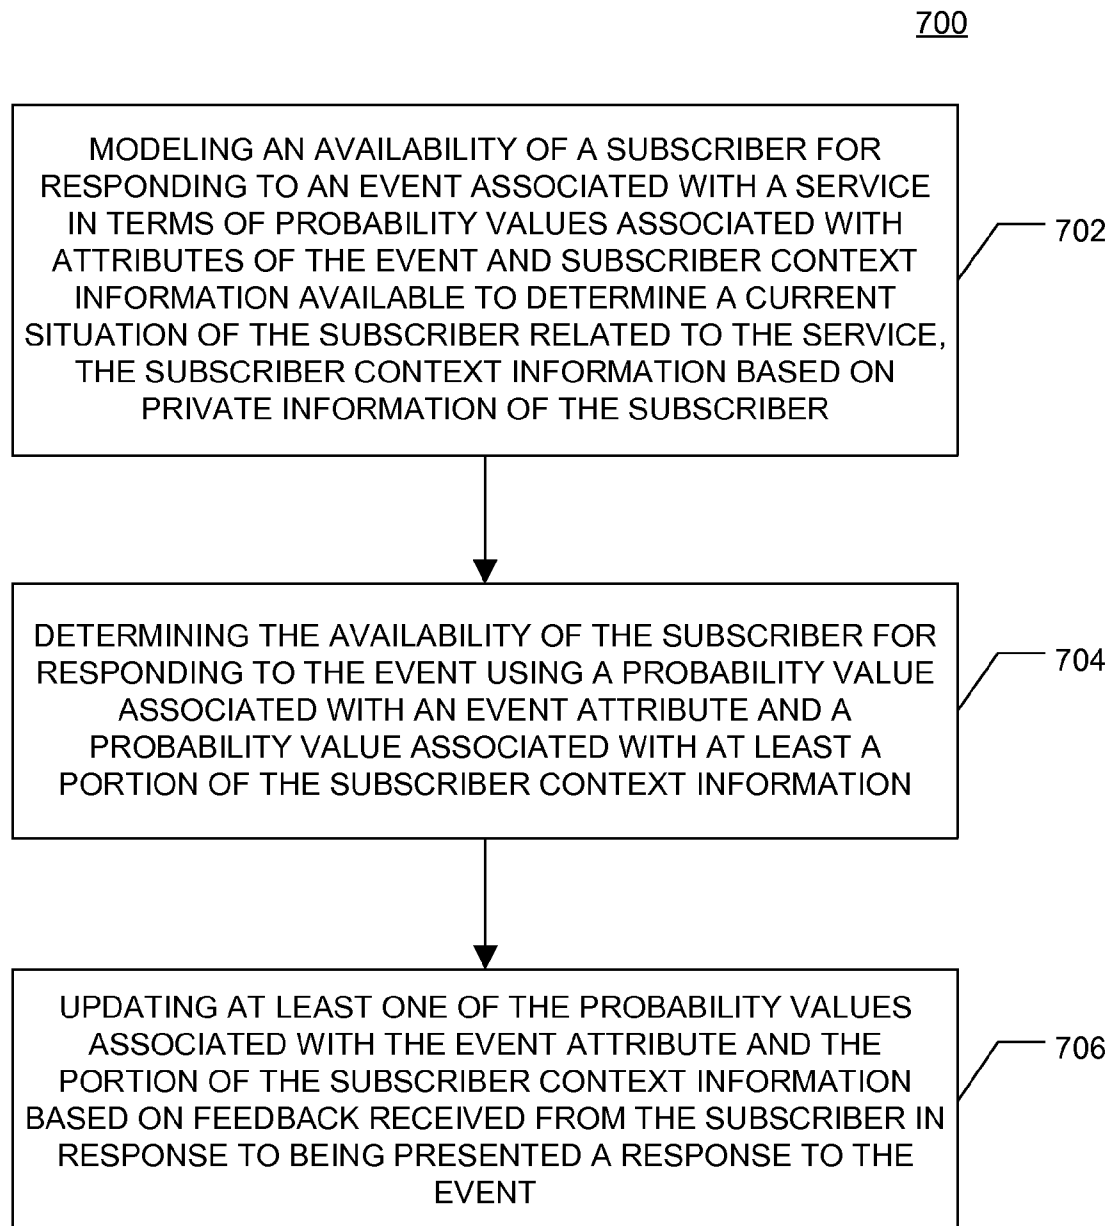 700
MODELING AN AVAILABILITY OF A SUBSCRIBER FOR
RESPONDING TO AN EVENT ASSOCIATED WITH A SERVICE
IN TERMS OF PROBABILITY VALUES ASSOCIATED WITH
ATTRIBUTES OF THE EVENT AND SUBSCRIBER CONTEXT
INFORMATION AVAILABLE TO DETERMINE A CURRENT
SITUATION OF THE SUBSCRIBER RELATED TO THE SERVICE,
THE SUBSCRIBER CONTEXT INFORMATION BASED ON
PRIVATE INFORMATION OF THE SUBSCRIBER
702
DETERMINING THE AVAILABILITY OF THE SUBSCRIBER FOR
RESPONDING TO THE EVENT USING A PROBABILITY VALUE
ASSOCIATED WITH AN EVENT ATTRIBUTE AND A
PROBABILITY VALUE ASSOCIATED WITH AT LEAST A
PORTION OF THE SUBSCRIBER CONTEXT INFORMATION
704
UPDATING AT LEAST ONE OF THE PROBABILITY VALUES
ASSOCIATED WITH THE EVENT ATTRIBUTE AND THE
PORTION OF THE SUBSCRIBER CONTEXT INFORMATION
BASED ON FEEDBACK RECEIVED FROM THE SUBSCRIBER IN
RESPONSE TO BEING PRESENTED A RESPONSE TO THE
EVENT
706